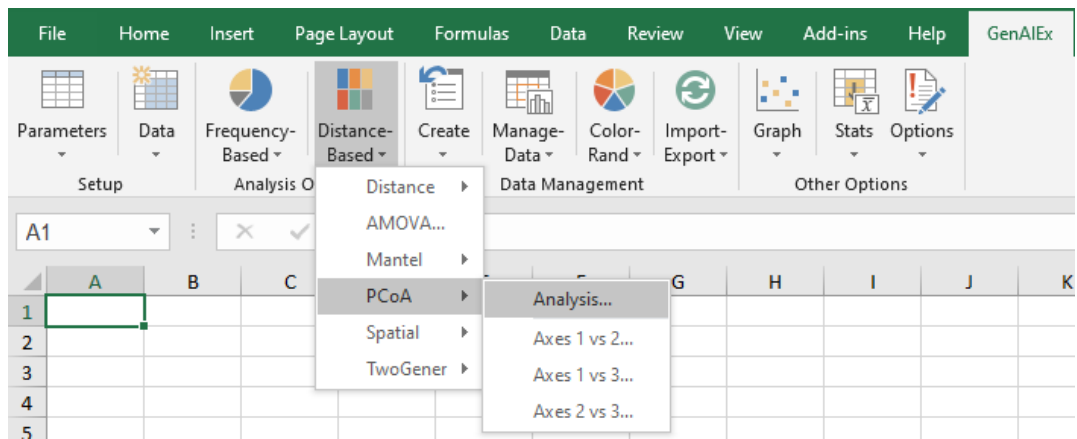 File Home Insert Page Layout Formulas Data Review View Add-ins Help GenAlEx
Parameters Data Frequency- Distance- Create Manage- Color- Import- Graph Stats Options
Based Based Data Rand Export
Setup Analysis O Data Management Other Options
Distance
AMOVA...
Mantel
PCoA
Spatial
TwoGener
Analysis...
Axes 1 vs 2...
Axes 1 vs 3...
Axes 2 vs 3...
A1
A B C G H I J K
1
2
3
4
5